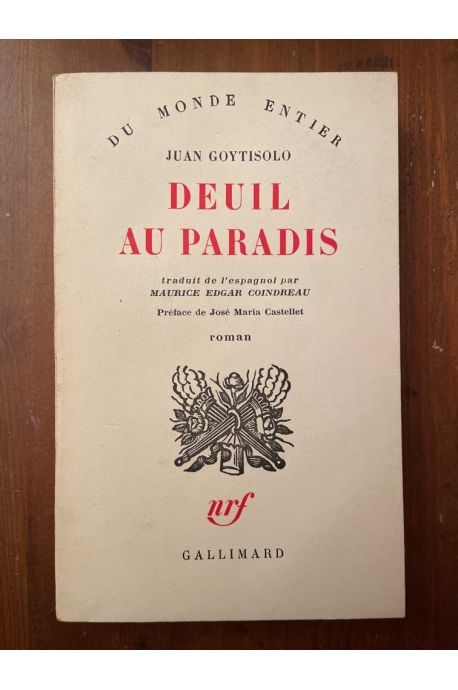 DU MONDE ENTIER
JUAN GOYTISOLO
DEUIL
AU PARADIS
traduit de l'espagnol par
MAURICE EDGAR COINDREAU
Préface de José Maria Castellet
roman
nrf
GALLIMARD